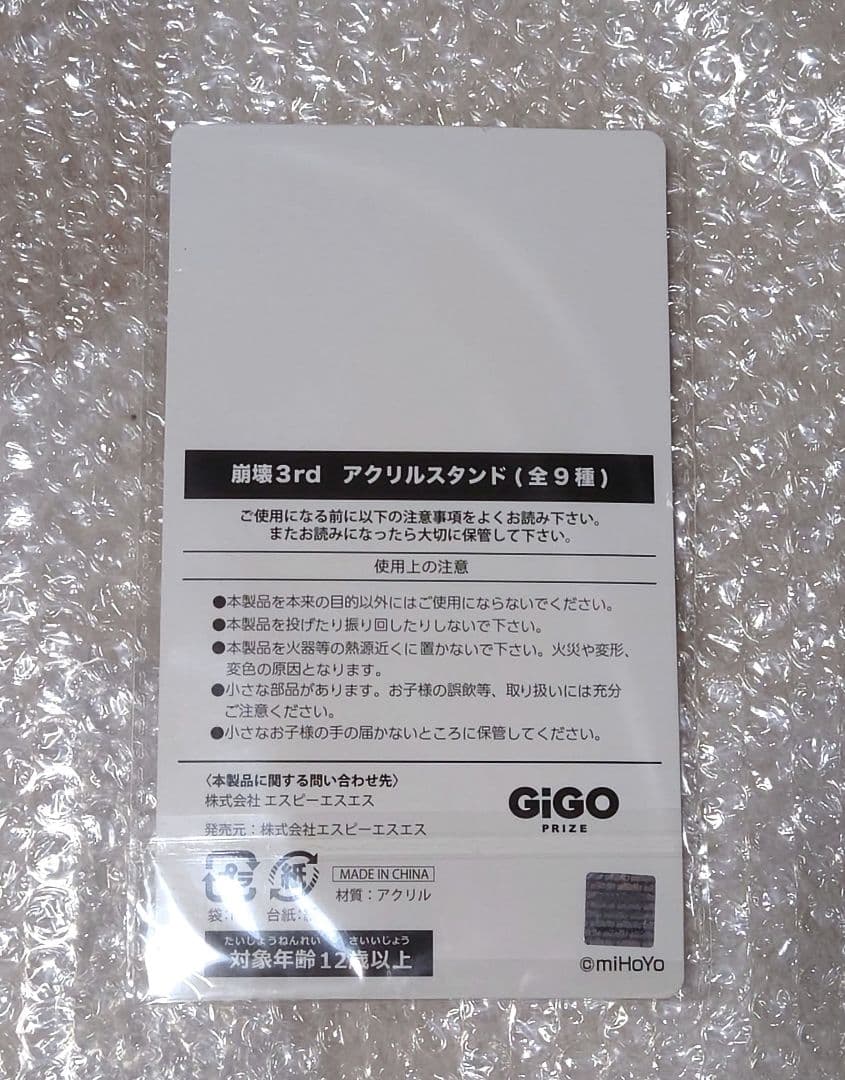 崩壊3rd アクリルスタンド(全9種)
ご使用になる前に以下の注意事項をよくお読み下さい。
またお読みになったら大切に保管して下さい。
使用上の注意
●本製品を本来の目的以外にはご使用にならないでください。
●本製品を投げたり振り回したりしないで下さい。
●本製品を火器等の熱源近くに置かないで下さい。火災や変形、
変色の原因となります。
●小さな部品があります。お子様の誤飲等、取り扱いには充分
ご注意ください。
●小さなお子様の手の届かないところに保管してください。
〈本製品に関する問い合わせ先〉
株式会社 エスピーエスエス
発売元:株式会社エスピーエスエス
GiGO
PRIZE
プラ
紙
MADE IN CHINA
材質:アクリル
袋:
台紙:
たいしょうねんれい さいいじょう
対象年齢12歳以上
©miHoYo